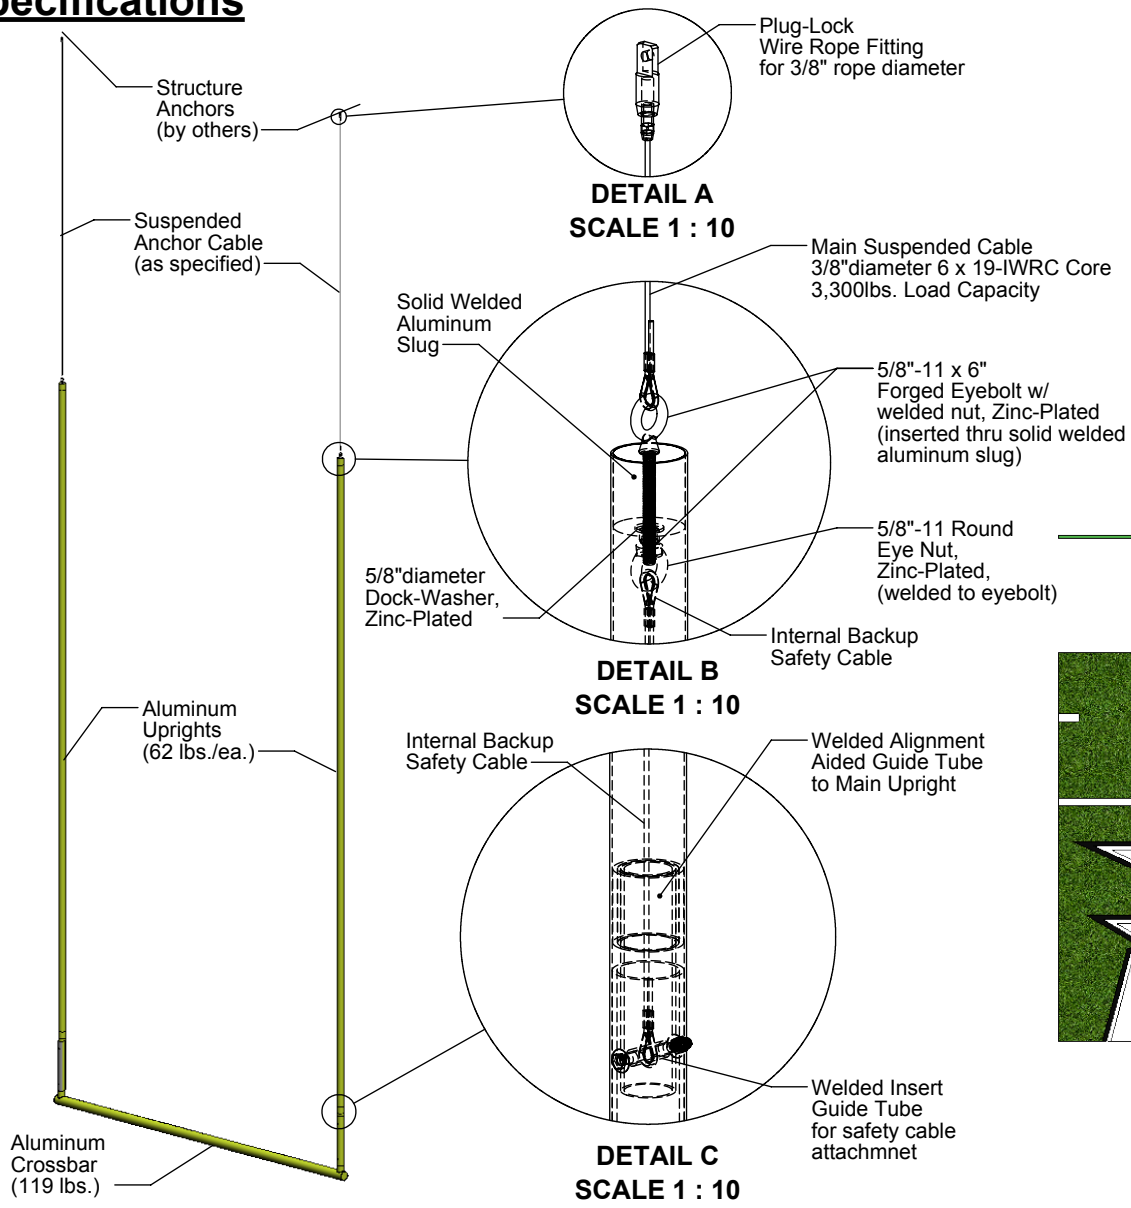 Structure
Anchors
(by others)
Plug-Lock
Wire Rope Fitting
for 3/8" rope diameter
DETAIL A
SCALE 1 : 10
Suspended
Anchor Cable
(as specified)
Main Suspended Cable
3/8"diameter 6 x 19-IWRC Core
3,300lbs. Load Capacity
Solid Welded
Aluminum
Slug
5/8"-11 x 6"
Forged Eyebolt w/
welded nut, Zinc-Plated
(inserted thru solid welded
aluminum slug)
5/8"-11 Round
Eye Nut,
Zinc-Plated,
(welded to eyebolt)
5/8"diameter
Dock-Washer,
Zinc-Plated
Internal Backup
Safety Cable
DETAIL B
SCALE 1 : 10
Aluminum
Uprights
(62 lbs./ea.)
Internal Backup
Safety Cable
Welded Alignment
Aided Guide Tube
to Main Upright
Welded Insert
Guide Tube
for safety cable
attachmnet
DETAIL C
SCALE 1 : 10
Aluminum
Crossbar
(119 lbs.)